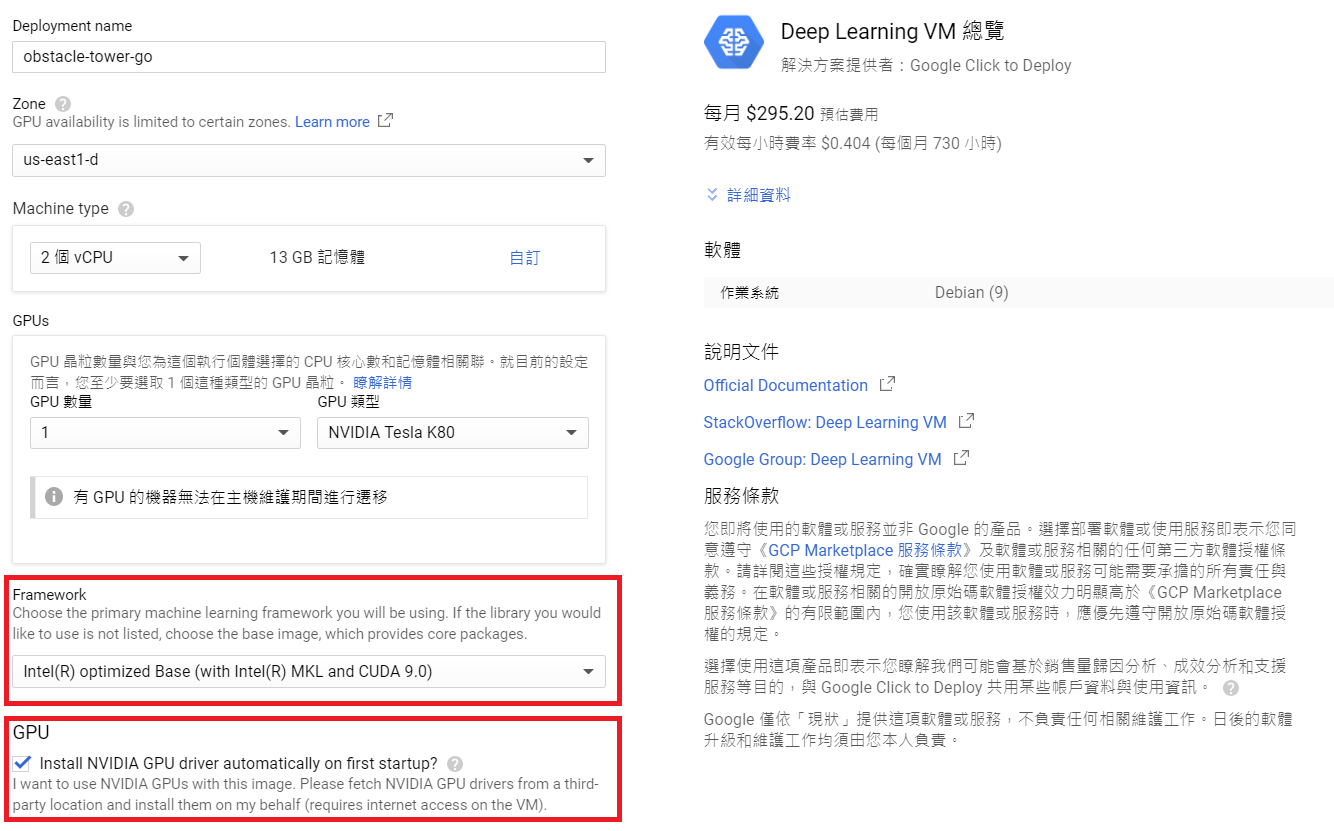 Deployment name
obstacle-tower-go
Zone
GPU availability is limited to certain zones. Learn more
us-east1-d
Machine type
2 個 vCPU
13 GB 記憶體
自訂
GPUs
GPU 晶粒數量與您為這個執行個體選擇的 CPU 核心數和記憶體相關聯。就目前的設定
而言，您至少要選取 1 個這種類型的 GPU 晶粒。 瞭解詳情
GPU 數量
GPU 類型
1
NVIDIA Tesla K80
有 GPU 的機器無法在主機維護期間進行遷移
Framework
Choose the primary machine learning framework you will be using. If the library you would
like to use is not listed, choose the base image, which provides core packages.
Intel(R) optimized Base (with Intel(R) MKL and CUDA 9.0)
GPU
Install NVIDIA GPU driver automatically on first startup?
I want to use NVIDIA GPUs with this image. Please fetch NVIDIA GPU drivers from a third-
party location and install them on my behalf (requires internet access on the VM).
Deep Learning VM 總覽
解決方案提供者：Google Click to Deploy
每月 $295.20 預估費用
有效每小時費率 $0.404 (每個月 730 小時)
詳細資料
軟體
作業系統
Debian (9)
說明文件
Official Documentation
StackOverflow: Deep Learning VM
Google Group: Deep Learning VM
服務條款
您即將使用的軟體或服務並非 Google 的產品。選擇部署軟體或使用服務即表示您同
意遵守《GCP Marketplace 服務條款》及軟體或服務相關的任何第三方軟體授權條
款。請詳閱這些授權規定，確實瞭解您使用軟體或服務可能需要承擔的所有責任與
義務。在軟體或服務相關的開放原始碼軟體授權效力明顯高於《GCP Marketplace
服務條款》的有限範圍內，您使用該軟體或服務時，應優先遵守開放原始碼軟體授
權的規定。
選擇使用這項產品即表示您瞭解我們可能會基於銷售量歸因分析、成效分析和支援
服務等目的，與 Google Click to Deploy 共用某些帳戶資料與使用資訊。
Google 僅依「現狀」提供這項軟體或服務，不負責任何相關維護工作。日後的軟體
升級和維護工作均須由您本人負責。